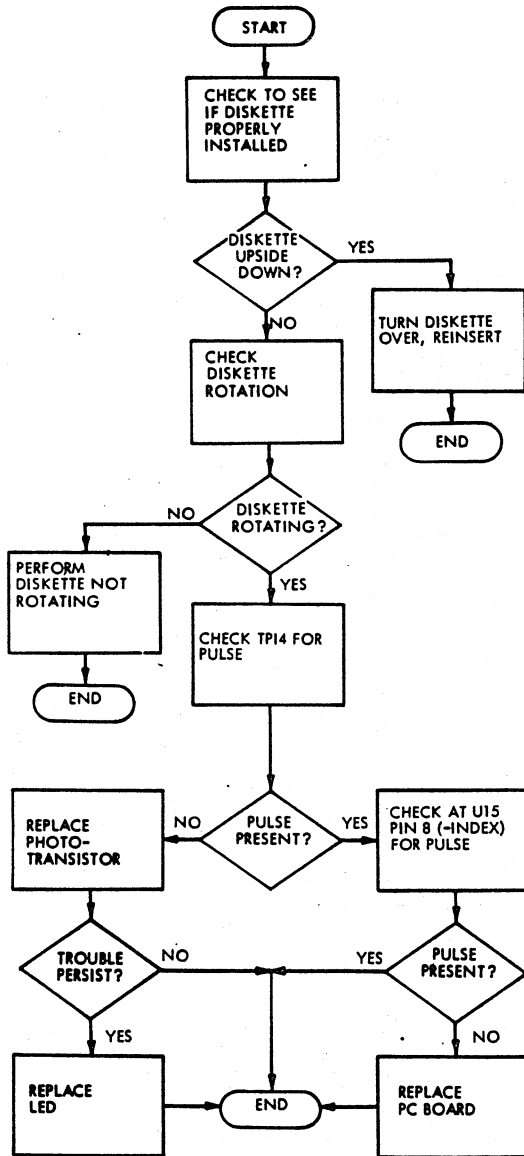 START
CHECK TO SEE
IF DISKETTE
PROPERLY
INSTALLED
DISKETTE
UPSIDE
DOWN?
YES
NO
TURN DISKETTE
OVER, REINSERT
END
CHECK
DISKETTE
ROTATION
DISKETTE
ROTATING?
NO
YES
PERFORM
DISKETTE NOT
ROTATING
END
CHECK TP14 FOR
PULSE
PULSE
PRESENT?
NO
YES
REPLACE
PHOTO-
TRANSISTOR
CHECK AT U15
PIN 8 (-INDEX)
FOR PULSE
TROUBLE
PERSIST?
NO
YES
PULSE
PRESENT?
YES
NO
REPLACE
LED
END
REPLACE
PC BOARD